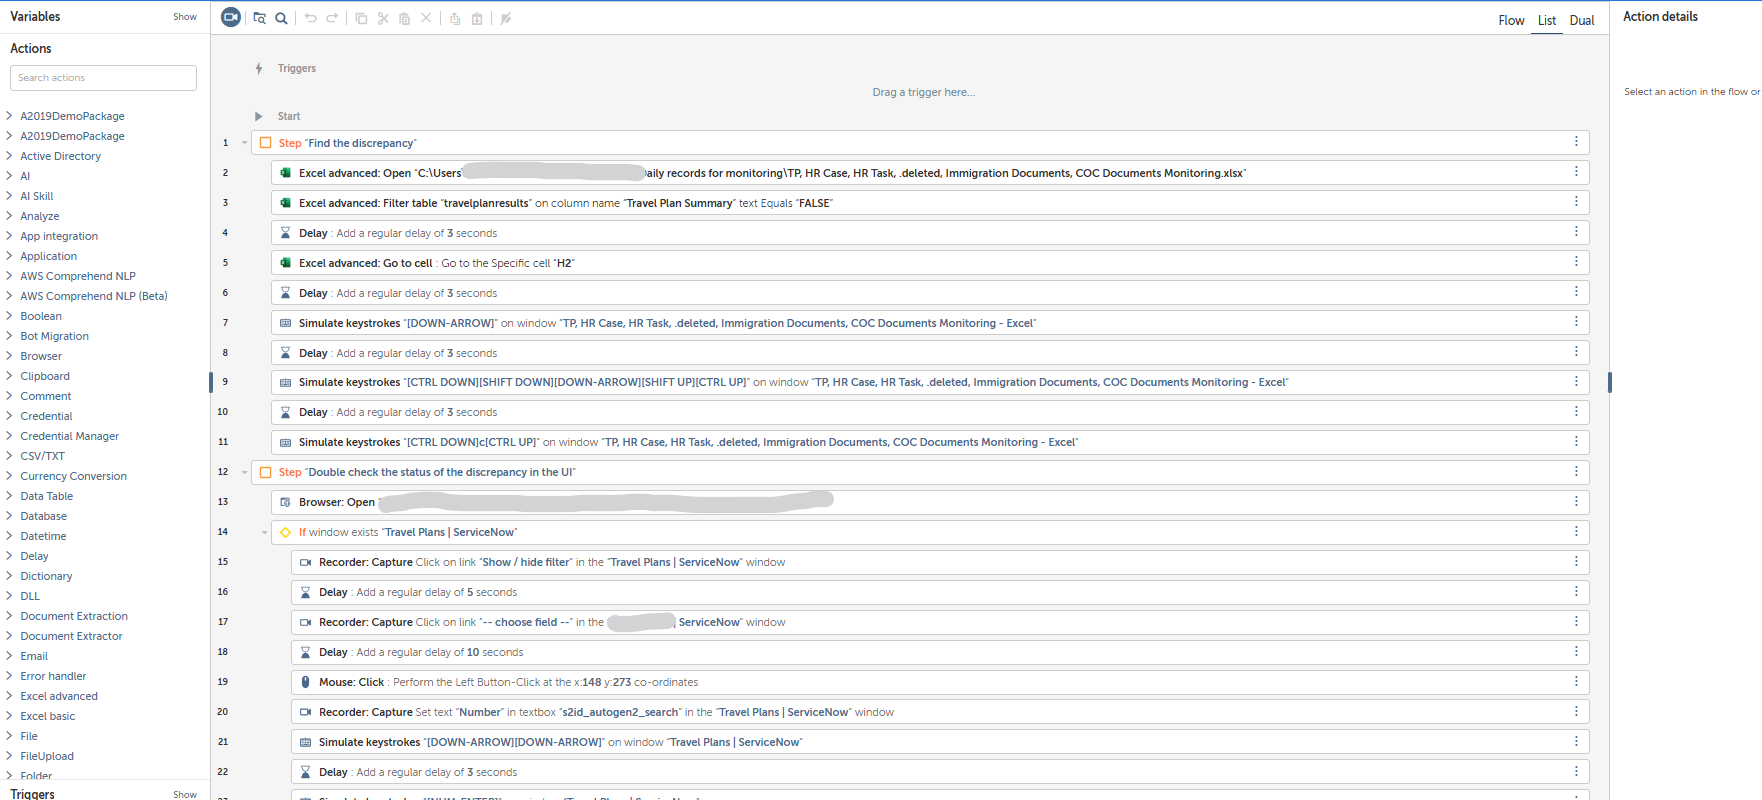 Variables
Show
Actions
Search actions
A2019DemoPackage
A2019DemoPackage
Active Directory
AI
AI Skill
Analyze
App integration
Application
AWS Comprehend NLP
AWS Comprehend NLP (Beta)
Boolean
Bot Migration
Browser
Clipboard
Comment
Credential
Credential Manager
CSV/TXT
Currency Conversion
Data Table
Database
Datetime
Delay
Dictionary
DLL
Document Extraction
Document Extractor
Email
Error handler
Excel advanced
Excel basic
File
FileUpload
Folder
Triggers
Show
Flow List Dual
Triggers
Drag a trigger here...
Start
1 Step "Find the discrepancy"
2 Excel advanced: Open "C:\Users aily records for monitoring\TP, HR Case, HR Task, .deleted, Immigration Documents, COC Documents Monitoring.xlsx"
3 Excel advanced: Filter table "travelplanresults" on column name "Travel Plan Summary" text Equals "FALSE"
4 Delay : Add a regular delay of 3 seconds
5 Excel advanced: Go to cell : Go to the Specific cell "H2"
6 Delay : Add a regular delay of 3 seconds
7 Simulate keystrokes "[DOWN-ARROW]" on window "TP, HR Case, HR Task, .deleted, Immigration Documents, COC Documents Monitoring - Excel"
8 Delay : Add a regular delay of 3 seconds
9 Simulate keystrokes "[CTRL DOWN][SHIFT DOWN][DOWN-ARROW][SHIFT UP][CTRL UP]" on window "TP, HR Case, HR Task, .deleted, Immigration Documents, COC Documents Monitoring - Excel"
10 Delay : Add a regular delay of 3 seconds
11 Simulate keystrokes "[CTRL DOWN]c[CTRL UP]" on window "TP, HR Case, HR Task, .deleted, Immigration Documents, COC Documents Monitoring - Excel"
12 Step "Double check the status of the discrepancy in the UI"
13 Browser: Open "
14 If window exists "Travel Plans | ServiceNow"
15 Recorder: Capture Click on link "Show / hide filter" in the "Travel Plans | ServiceNow" window
16 Delay : Add a regular delay of 5 seconds
17 Recorder: Capture Click on link "-- choose field --" in the | ServiceNow" window
18 Delay : Add a regular delay of 10 seconds
19 Mouse: Click : Perform the Left Button-Click at the x:148 y:273 co-ordinates
20 Recorder: Capture Set text "Number" in textbox "s2id_autogen2_search" in the "Travel Plans | ServiceNow" window
21 Simulate keystrokes "[DOWN-ARROW][DOWN-ARROW]" on window "Travel Plans | ServiceNow"
22 Delay : Add a regular delay of 3 seconds
Action details
Select an action in the flow or